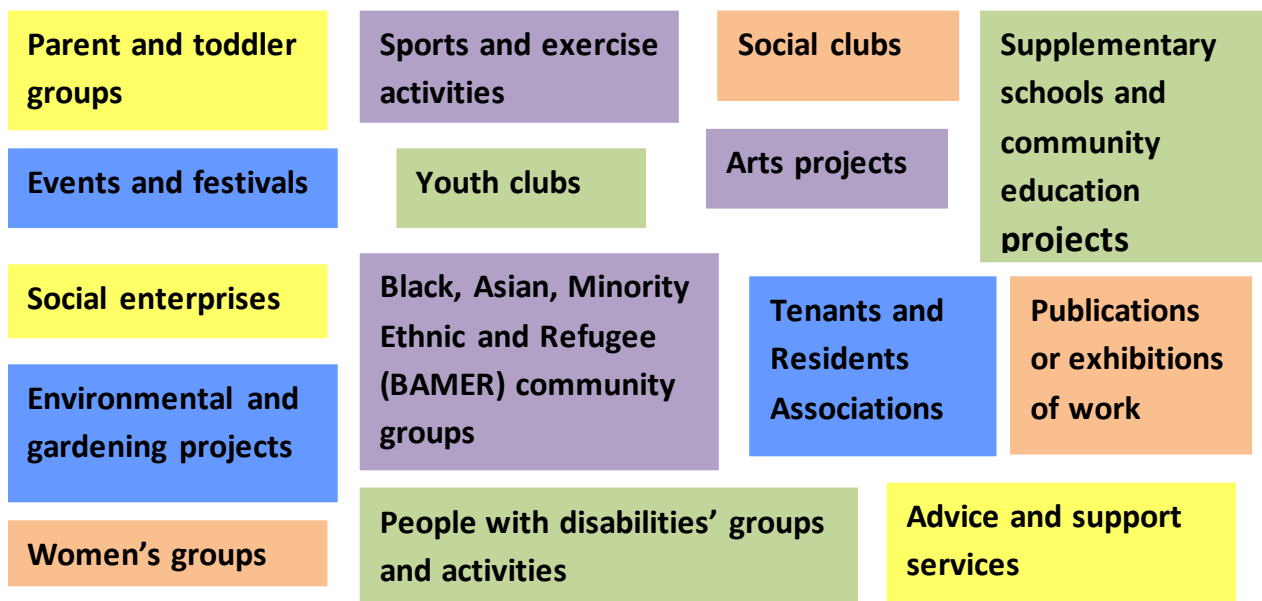 Parent and toddler
groups
Sports and exercise
activities
Social clubs
Supplementary
schools and
community
education
projects
Events and festivals
Youth clubs
Arts projects
Social enterprises
Black, Asian, Minority
Ethnic and Refugee
(BAMER) community
groups
Tenants and
Residents
Associations
Publications
or exhibitions
of work
Environmental and
gardening projects
Women’s groups
People with disabilities’ groups
and activities
Advice and support
services